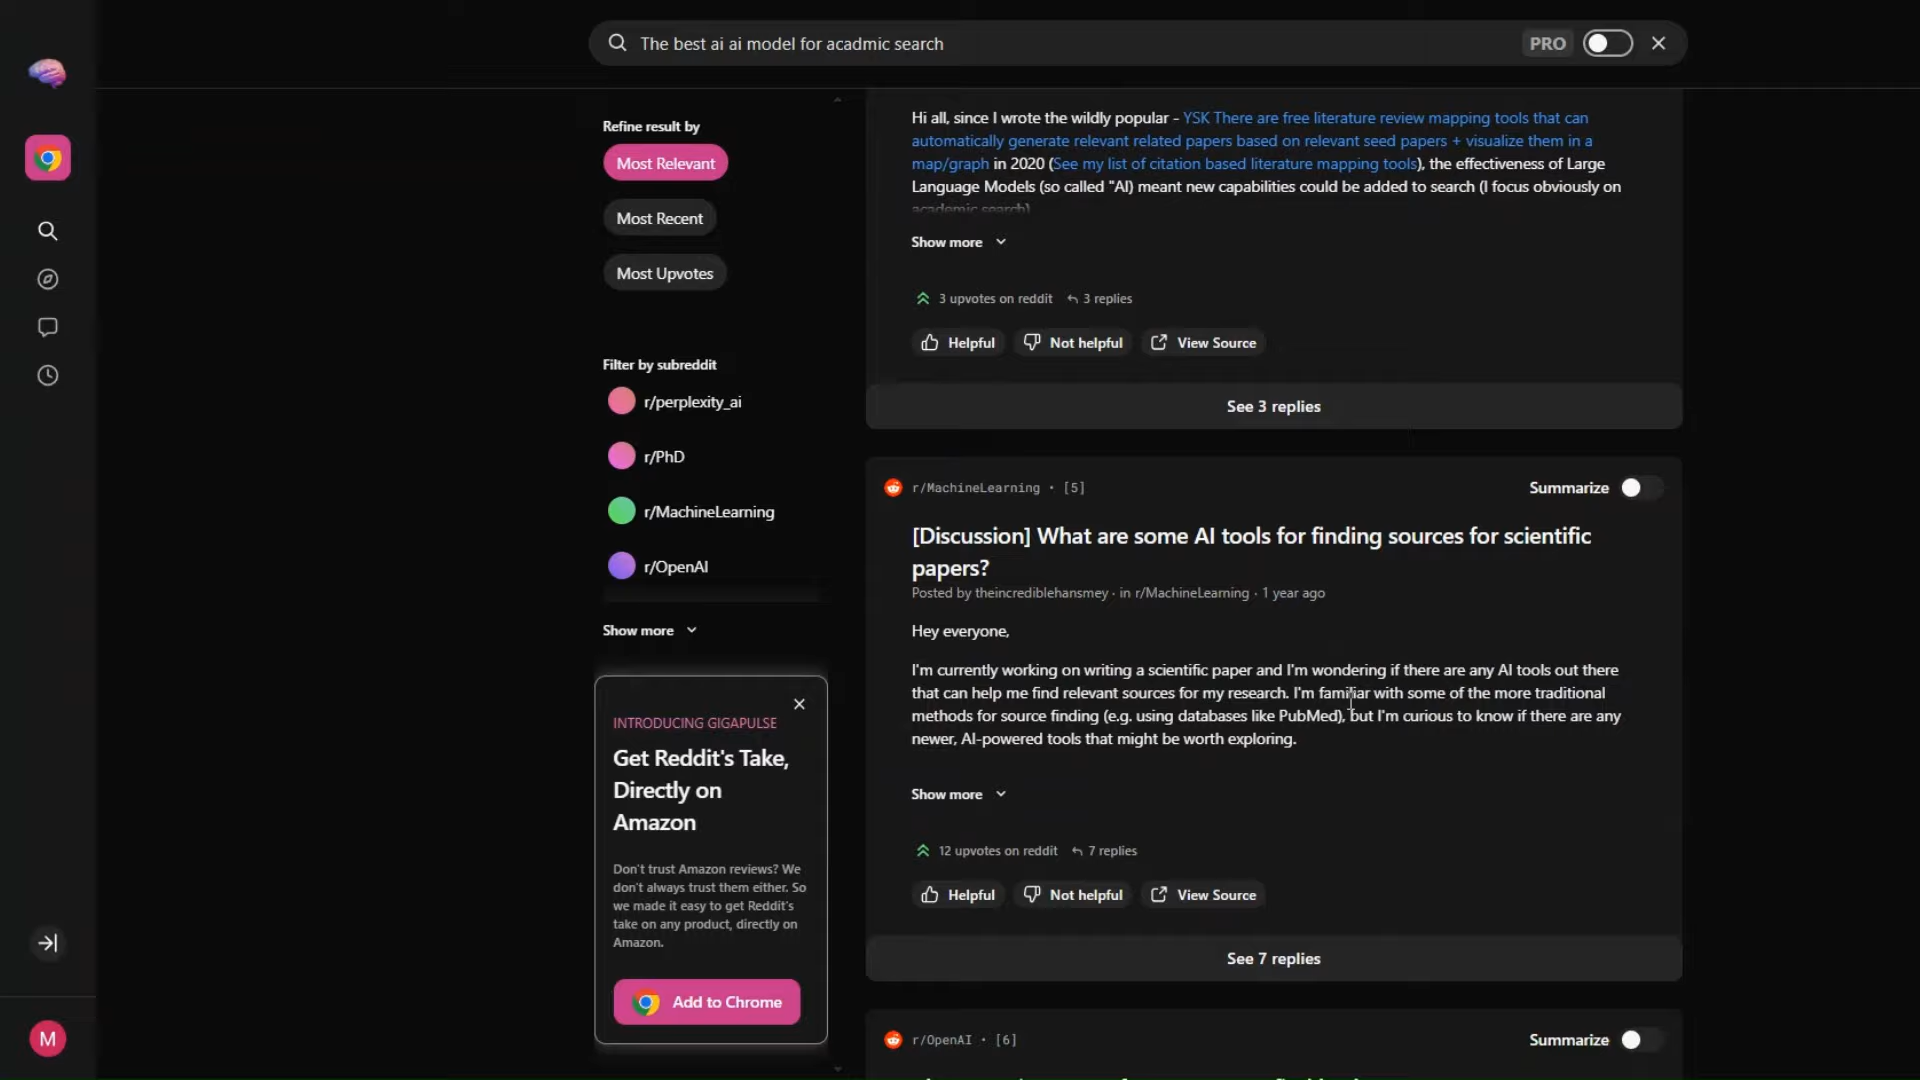 The best ai ai model for acadmic search
PRO
Refine result by
Most Relevant
Most Recent
Most Upvotes
Filter by subreddit
r/perplexity_ai
r/PhD
r/MachineLearning
r/OpenAI
Show more
INTRODUCING GIGAPULSE
Get Reddit's Take,
Directly on
Amazon
Don't trust Amazon reviews? We
don't always trust them either. So
we made it easy to get Reddit's
take on any product, directly on
Amazon.
Add to Chrome
M
Hi all, since I wrote the wildly popular - YSK There are free literature review mapping tools that can
automatically generate relevant related papers based on relevant seed papers + visualize them in a
map/graph in 2020 (See my list of citation based literature mapping tools), the effectiveness of Large
Language Models (so called "AI) meant new capabilities could be added to search (I focus obviously on
academic search)
Show more
3 upvotes on reddit 3 replies
Helpful Not helpful View Source
See 3 replies
r/MachineLearning • [5] Summarize
[Discussion] What are some AI tools for finding sources for scientific
papers?
Posted by theincrediblehansmey · in r/MachineLearning · 1 year ago
Hey everyone,
I'm currently working on writing a scientific paper and I'm wondering if there are any AI tools out there
that can help me find relevant sources for my research. I'm familiar with some of the more traditional
methods for source finding (e.g. using databases like PubMed), but I'm curious to know if there are any
newer, AI-powered tools that might be worth exploring.
Show more
12 upvotes on reddit 7 replies
Helpful Not helpful View Source
See 7 replies
r/OpenAI • [6] Summarize